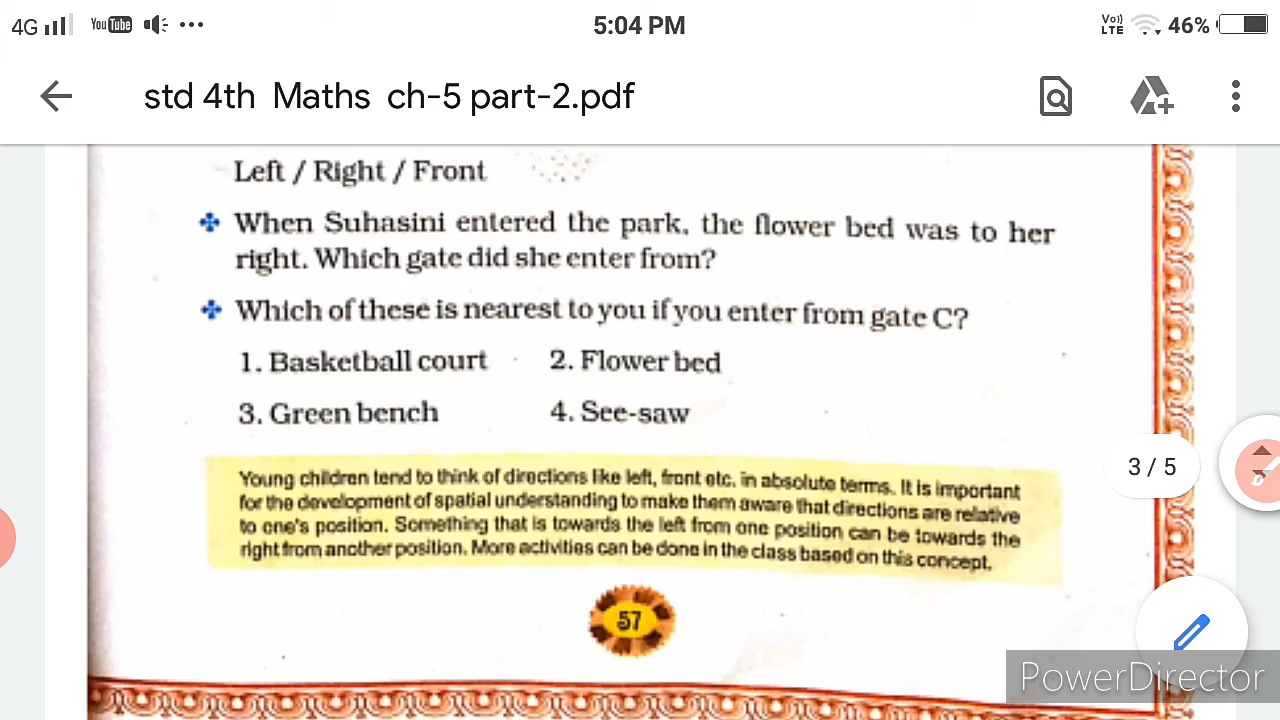 4G YouTube 5:04 PM Vo)) LTE 46%
std 4th Maths ch-5 part-2.pdf
Left / Right / Front
When Suhasini entered the park, the flower bed was to her
right. Which gate did she enter from?
Which of these is nearest to you if you enter from gate C?
1. Basketball court 2. Flower bed
3. Green bench 4. See-saw
Young children tend to think of directions like left, front etc. in absolute terms. It is important
for the development of spatial understanding to make them aware that directions are relative
to one's position. Something that is towards the left from one position can be towards the
right from another position. More activities can be done in the class based on this concept.
3 / 5
57
PowerDirector